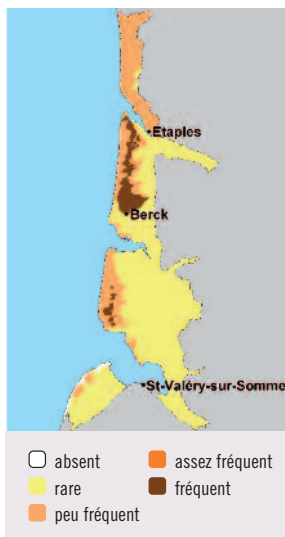 Etaples
Berck
St-Valéry-sur-Somme
absent
assez fréquent
rare
fréquent
peu fréquent